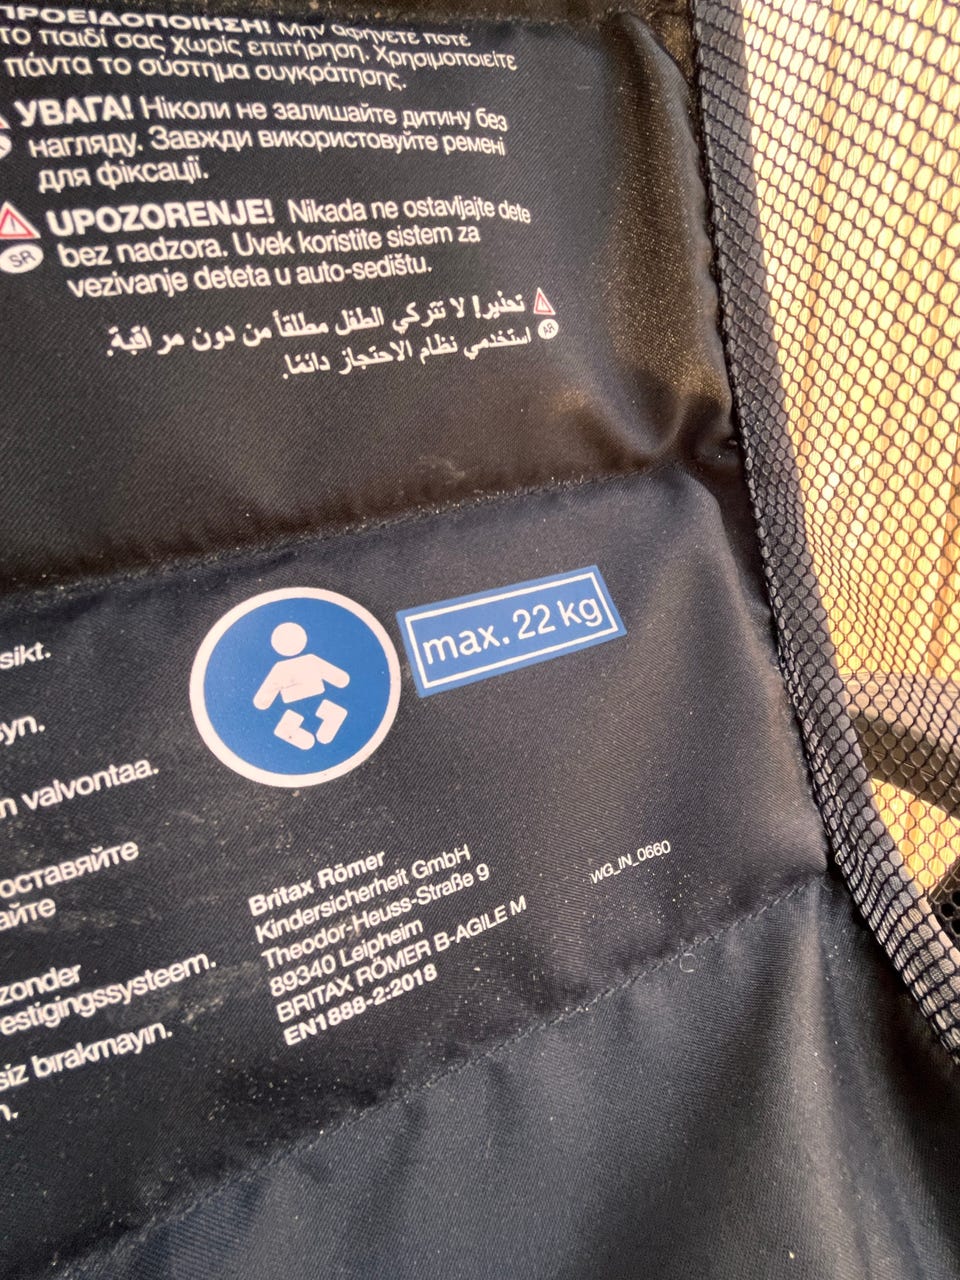 ΠΡΟΕΙΔΟΠΟΙΗΣΗ! Μην αφήνετε ποτέ
το παιδί σας χωρίς επιτήρηση. Χρησιμοποιείτε
πάντα το σύστημα συγκράτησης.
УВАГА! Ніколи не залишайте дитину без
нагляду. Завжди використовуйте ремені
для фіксації.
UPOZORENJE! Nikada ne ostavljajte dete
SR bez nadzora. Uvek koristite sistem za
vezivanje deteta u auto-sedištu.
تحذير! لا تتركي الطفل مطلقاً من دون مراقبة.
AR استخدمي نظام الاحتجاز دائمًا.
max. 22 kg
sikt.
syn.
n valvontaa.
оставяйте
айте
zonder
estigingssysteem.
siz bırakmayın.
n.
Britax Römer
Kindersicherheit GmbH
Theodor-Heuss-Straße 9
89340 Leipheim
BRITAX RÖMER B-AGILE M
EN1888-2:2018
WG_IN_0660